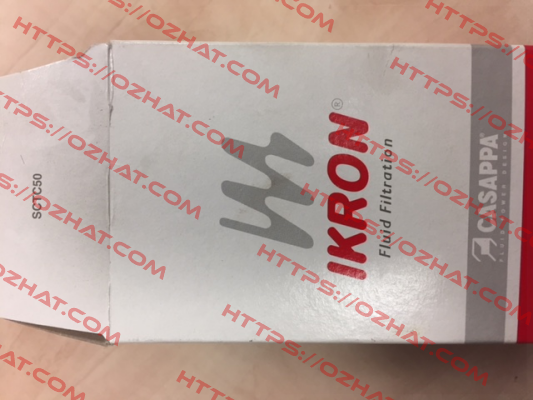 SCTC50
IKRON®
Fluid Filtration
CASAPPA®
HTTPS://OZHAT.COM